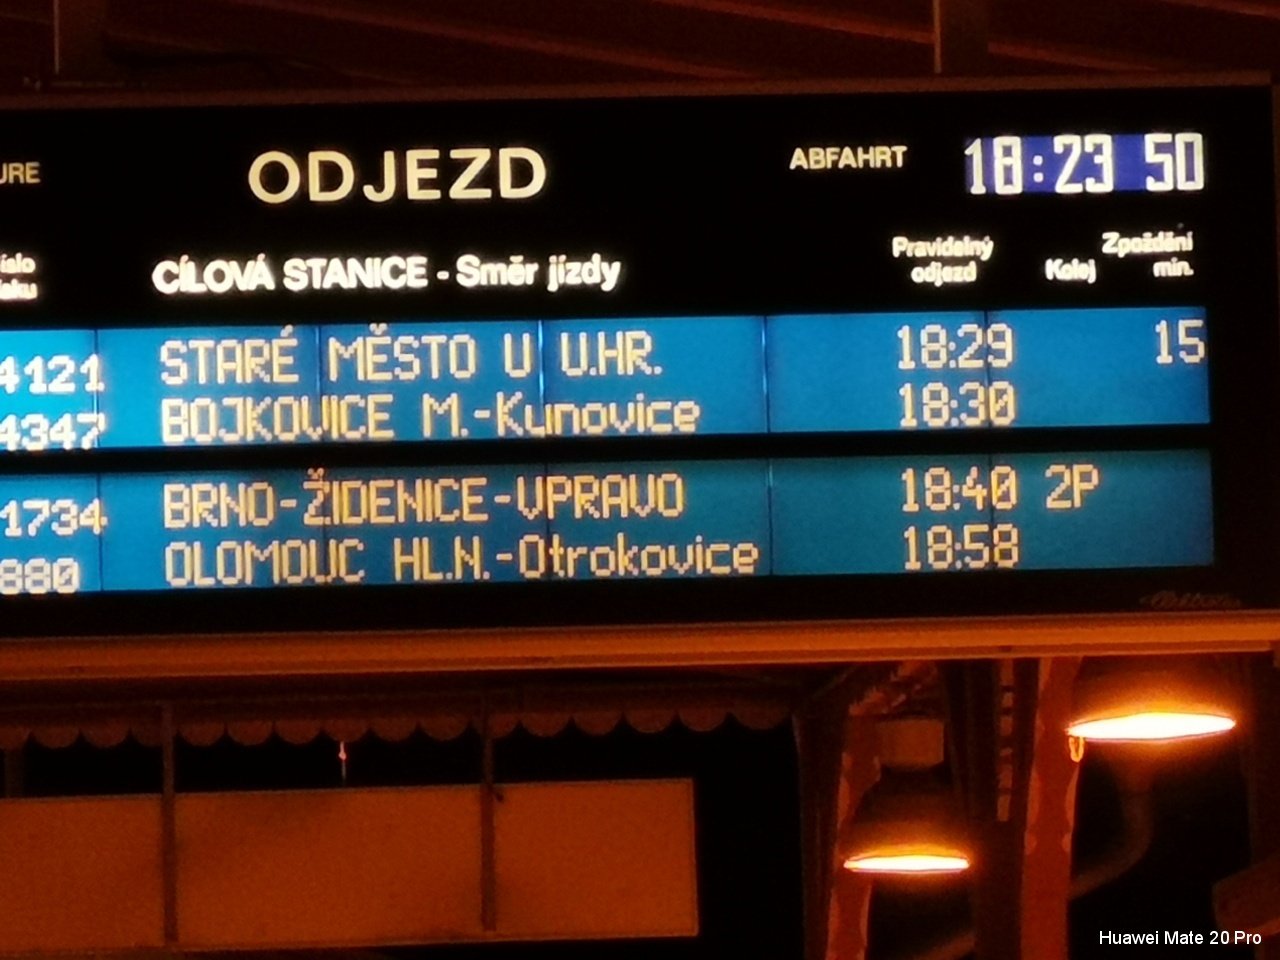 URE ODJEZD ABFAHRT 18:23 50
CÍLOVÁ STANICE - Směr jízdy Pravidelný odjezd Kolej Zpoždění min.
4121 STARÉ MĚSTO U U.HR. 18:29 15
4347 BOJKOVICE M.-Kunovice 18:30
1734 BRNO-ŽIDENICE-VPRAVO 18:40 2P
880 OLOMOUC HL.N.-Otrokovice 18:58
Huawei Mate 20 Pro